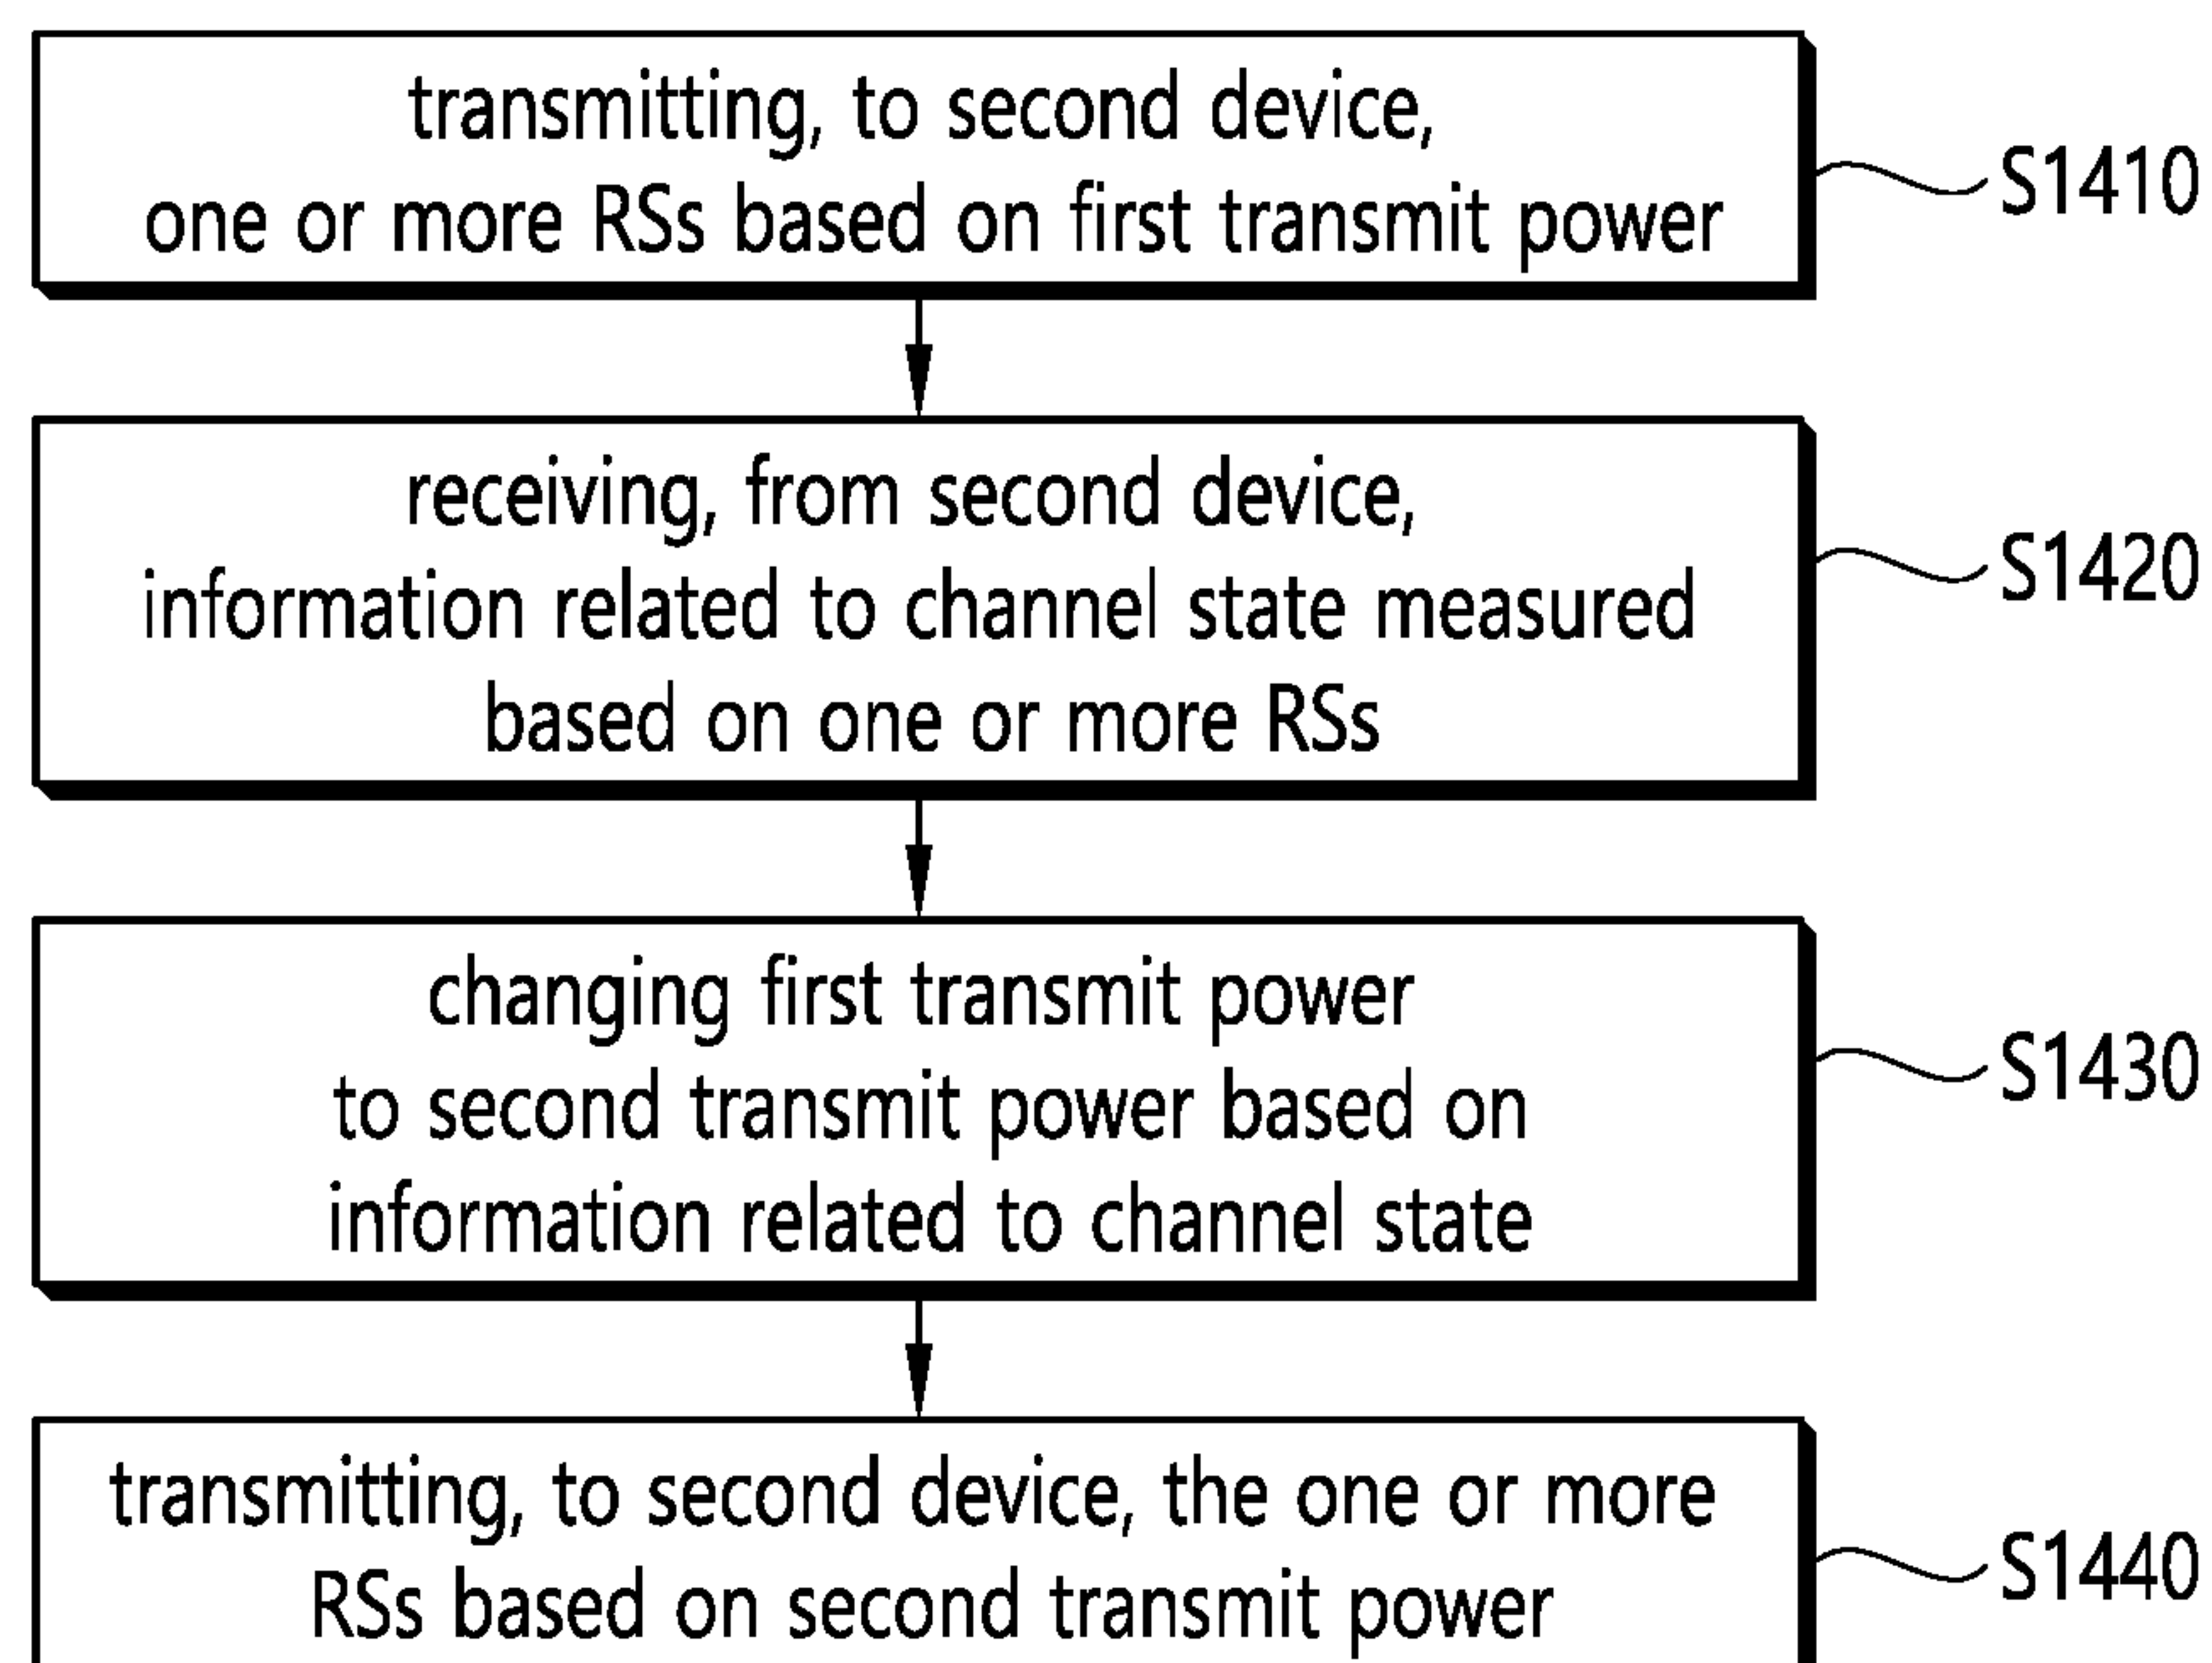 transmitting, to second device,
one or more RSs based on first transmit power
S1410
receiving, from second device,
information related to channel state measured
based on one or more RSs
S1420
changing first transmit power
to second transmit power based on
information related to channel state
S1430
transmitting, to second device, the one or more
RSs based on second transmit power
S1440